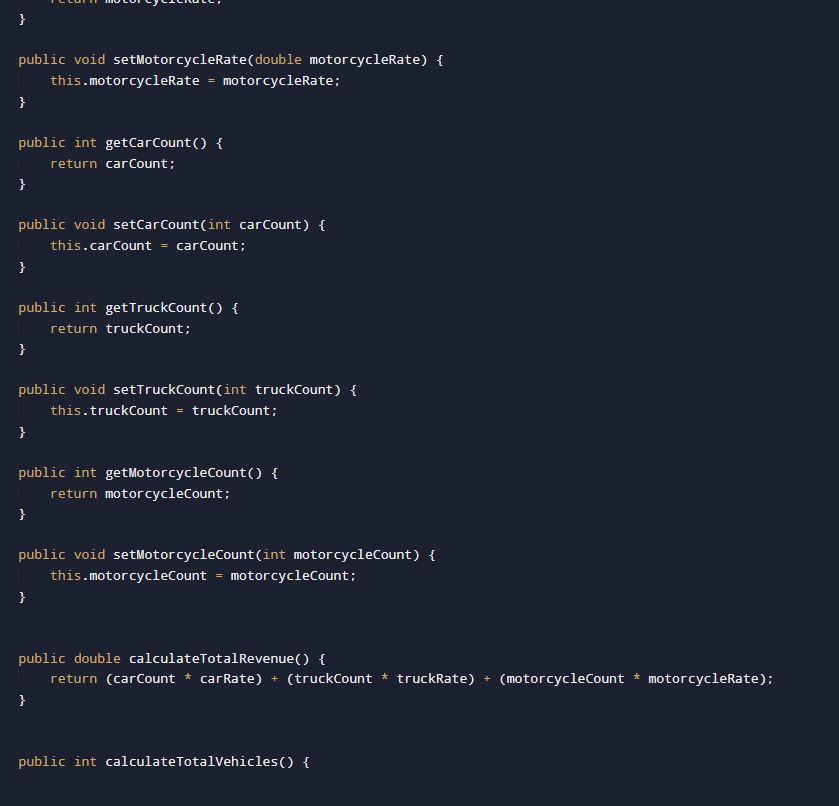 return motorcycleRate;
}
public void setMotorcycleRate(double motorcycleRate) {
this.motorcycleRate = motorcycleRate;
}
public int getCarCount() {
return carCount;
}
public void setCarCount(int carCount) {
this.carCount = carCount;
}
public int getTruckCount() {
return truckCount;
}
public void setTruckCount(int truckCount) {
this.truckCount = truckCount;
}
public int getMotorcycleCount() {
return motorcycleCount;
}
public void setMotorcycleCount(int motorcycleCount) {
this.motorcycleCount = motorcycleCount;
}
public double calculateTotalRevenue() {
return (carCount * carRate) + (truckCount * truckRate) + (motorcycleCount * motorcycleRate);
}
public int calculateTotalVehicles() {